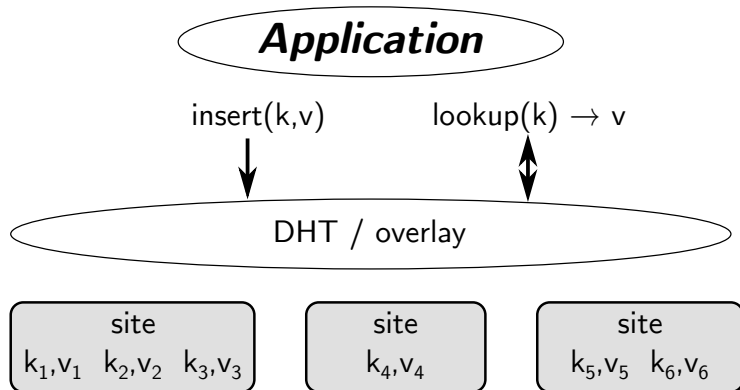 Application
insert(k,v) lookup(k) → v
DHT / overlay
site site site
k₁,v₁ k₂,v₂ k₃,v₃ k₄,v₄ k₅,v₅ k₆,v₆